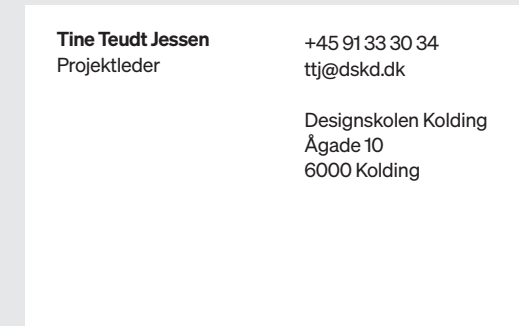 Tine Teudt Jessen
Projektleder
+45 91 33 30 34
ttj@dskd.dk
Designskolen Kolding
Ågade 10
6000 Kolding